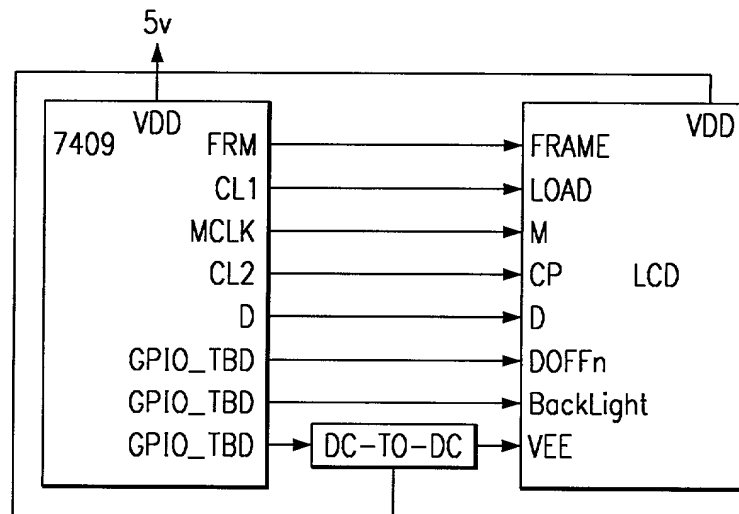 5v
VDD
VDD
7409
FRM
FRAME
CL1
LOAD
MCLK
M
CL2
CP
LCD
D
D
GPIO_TBD
DOFFn
GPIO_TBD
BackLight
GPIO_TBD
DC-TO-DC
VEE